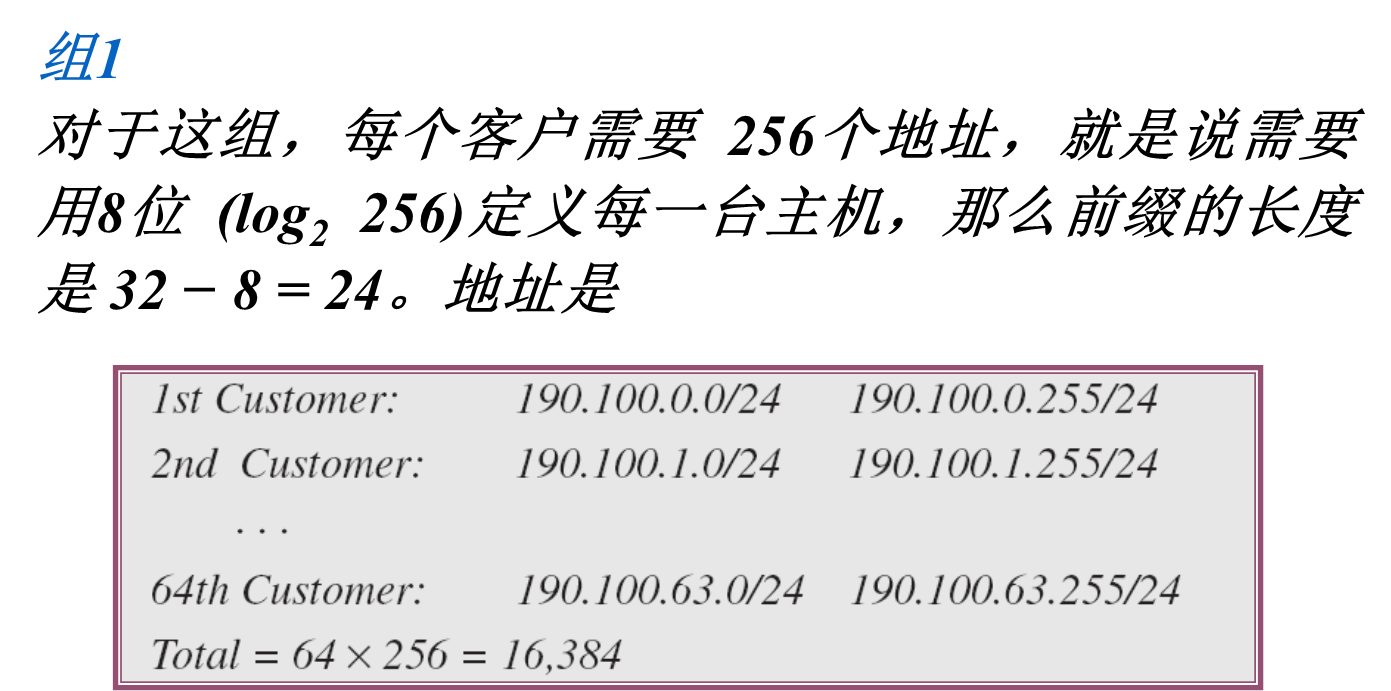 组1
对于这组，每个客户需要 256个地址，就是说需要
用8位 (log₂ 256)定义每一台主机，那么前缀的长度
是 32 − 8 = 24。地址是
1st Customer: 190.100.0.0/24 190.100.0.255/24
2nd Customer: 190.100.1.0/24 190.100.1.255/24
. . .
64th Customer: 190.100.63.0/24 190.100.63.255/24
Total = 64 × 256 = 16,384